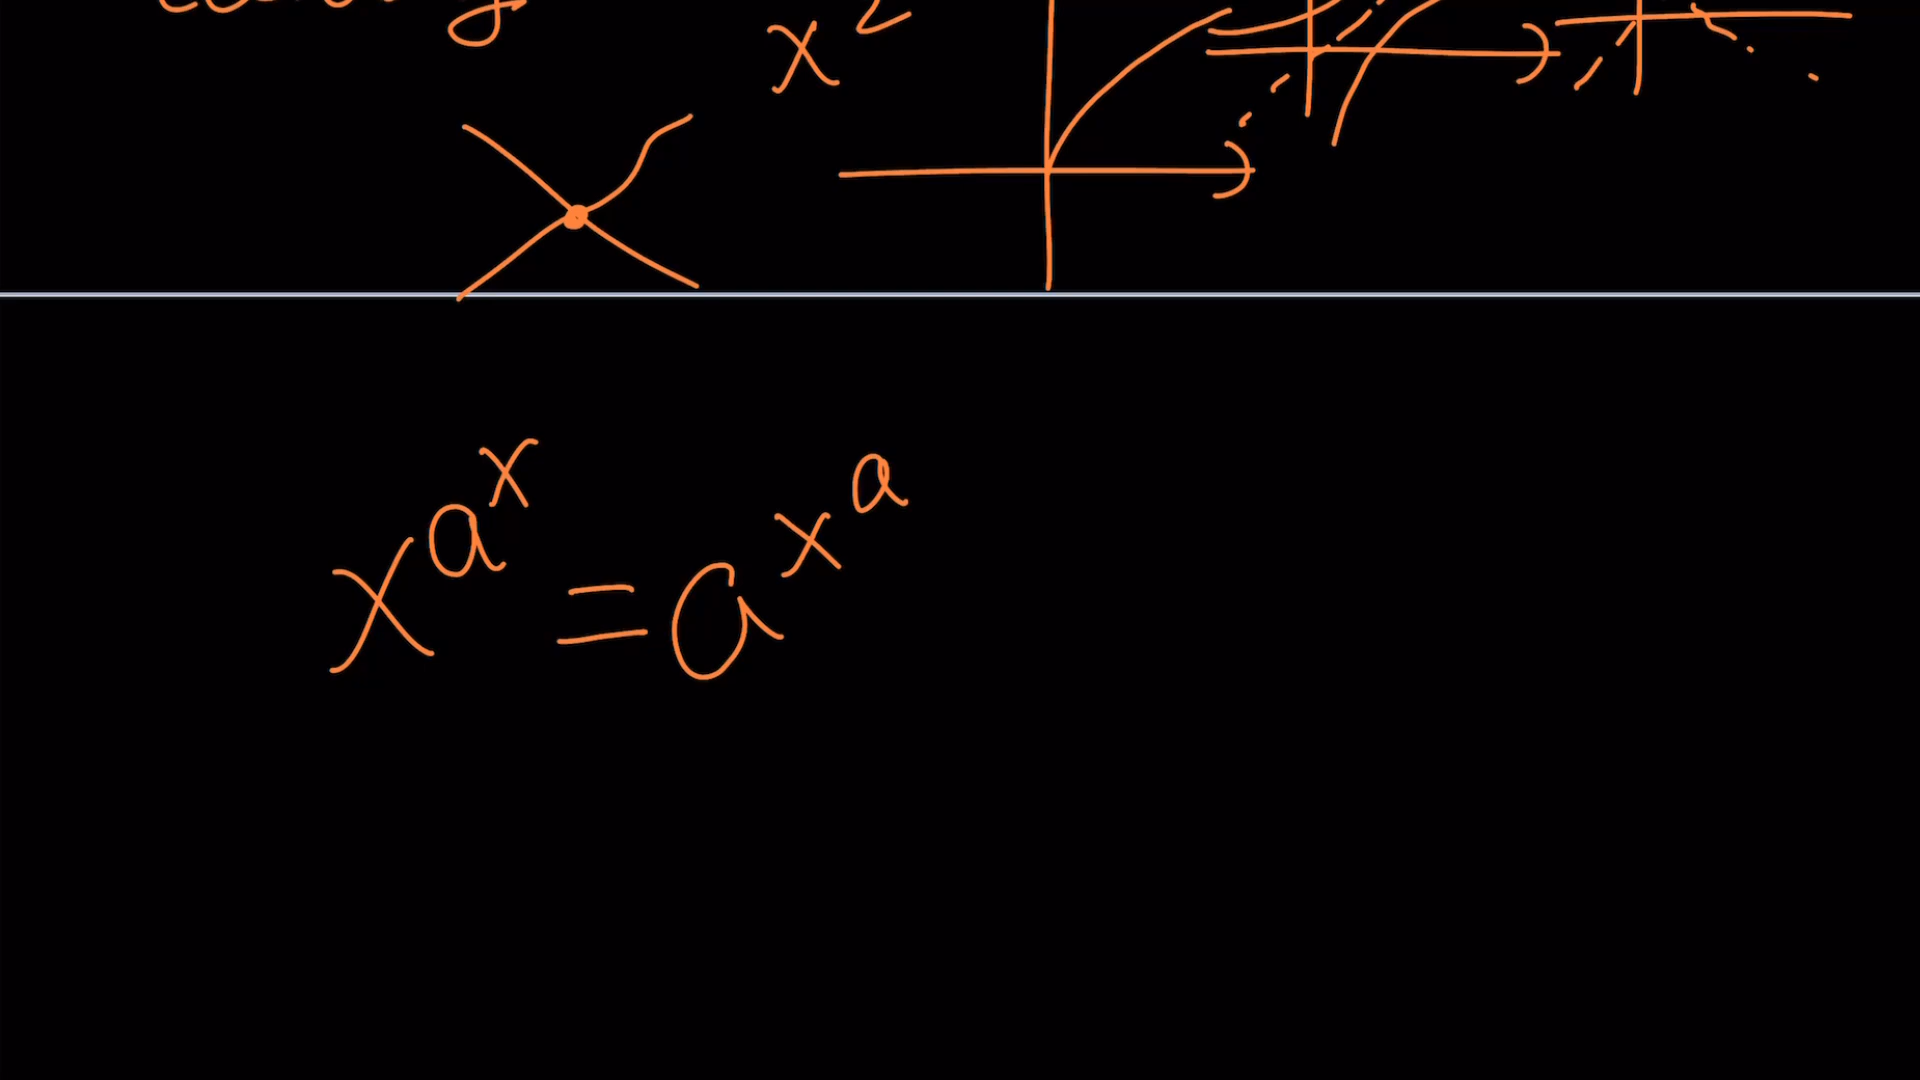 x²
x^a^x = a^x^a